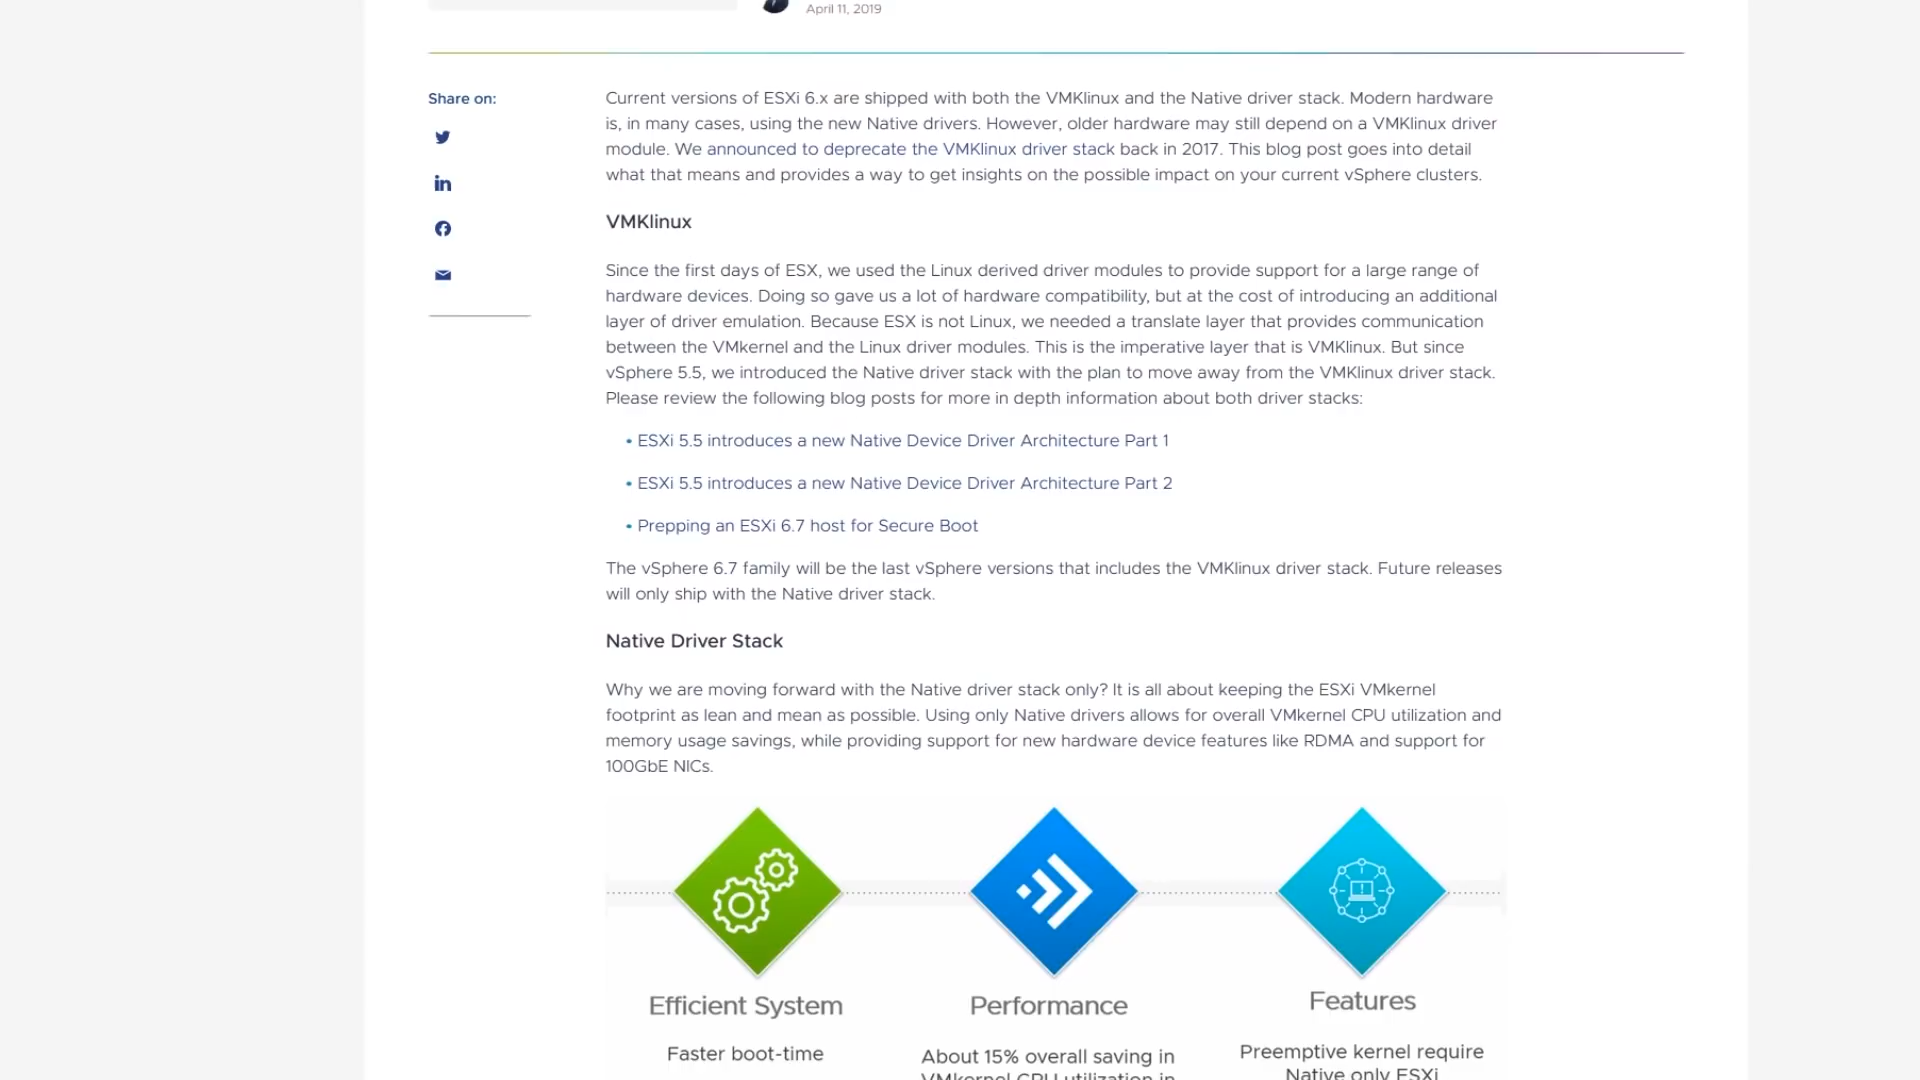 April 11, 2019
Share on:
Current versions of ESXi 6.x are shipped with both the VMKlinux and the Native driver stack. Modern hardware
is, in many cases, using the new Native drivers. However, older hardware may still depend on a VMKlinux driver
module. We announced to deprecate the VMKlinux driver stack back in 2017. This blog post goes into detail
what that means and provides a way to get insights on the possible impact on your current vSphere clusters.
VMKlinux
Since the first days of ESX, we used the Linux derived driver modules to provide support for a large range of
hardware devices. Doing so gave us a lot of hardware compatibility, but at the cost of introducing an additional
layer of driver emulation. Because ESX is not Linux, we needed a translate layer that provides communication
between the VMkernel and the Linux driver modules. This is the imperative layer that is VMKlinux. But since
vSphere 5.5, we introduced the Native driver stack with the plan to move away from the VMKlinux driver stack.
Please review the following blog posts for more in depth information about both driver stacks:
• ESXi 5.5 introduces a new Native Device Driver Architecture Part 1
• ESXi 5.5 introduces a new Native Device Driver Architecture Part 2
• Prepping an ESXi 6.7 host for Secure Boot
The vSphere 6.7 family will be the last vSphere versions that includes the VMKlinux driver stack. Future releases
will only ship with the Native driver stack.
Native Driver Stack
Why we are moving forward with the Native driver stack only? It is all about keeping the ESXi VMkernel
footprint as lean and mean as possible. Using only Native drivers allows for overall VMkernel CPU utilization and
memory usage savings, while providing support for new hardware device features like RDMA and support for
100GbE NICs.
Efficient System
Faster boot-time
Performance
About 15% overall saving in
VMkernel CPU utilization in
Features
Preemptive kernel require
Native only ESXi